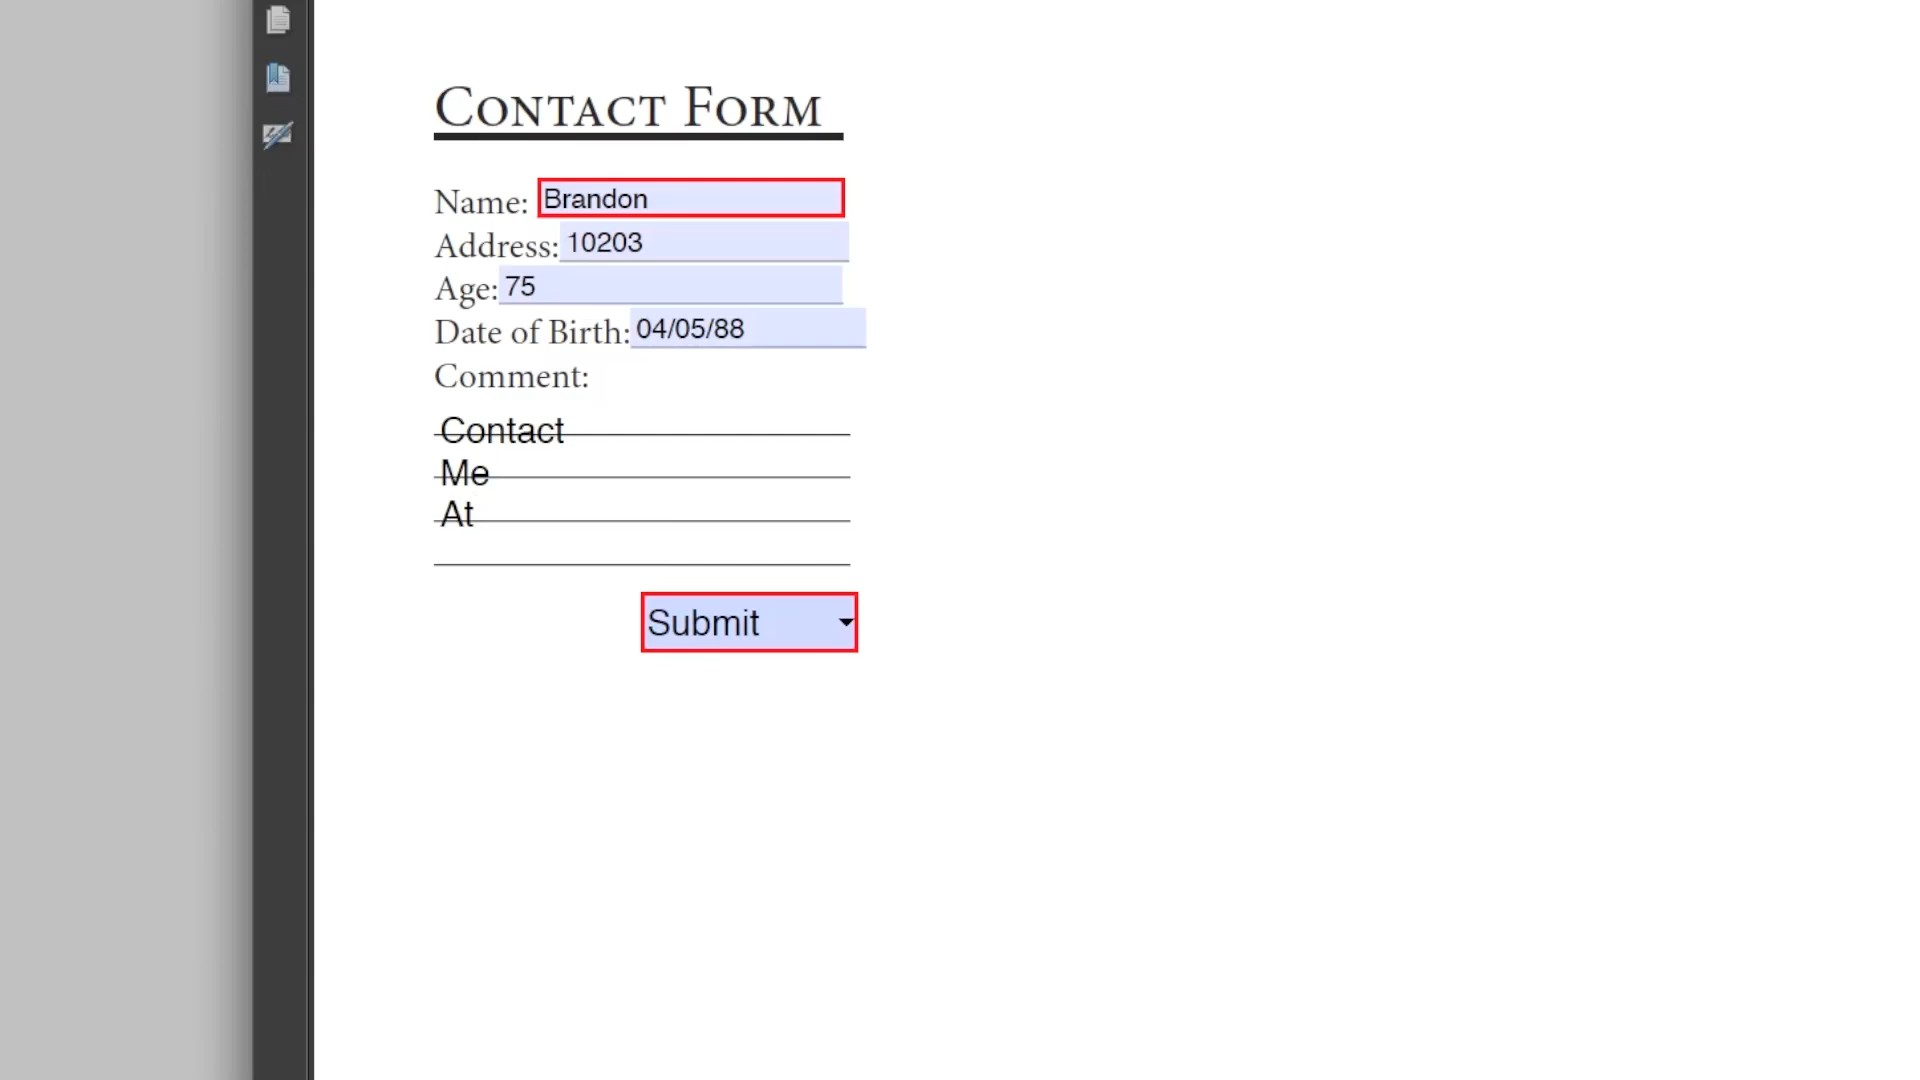 Contact Form
Name: Brandon
Address: 10203
Age: 75
Date of Birth: 04/05/88
Comment:
Contact
Me
At
Submit